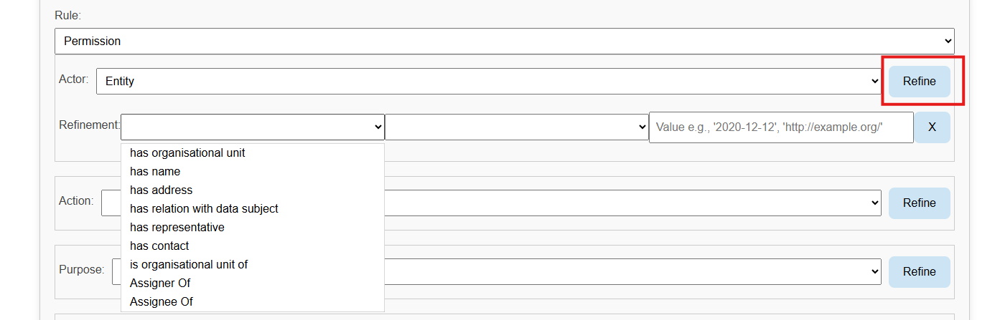 Rule:
Permission
Actor: Entity Refine
Refinement: Value e.g., '2020-12-12', 'http://example.org/' X
has organisational unit
has name
has address
Action: Refine
has relation with data subject
has representative
has contact
is organisational unit of
Purpose: Refine
Assigner Of
Assignee Of